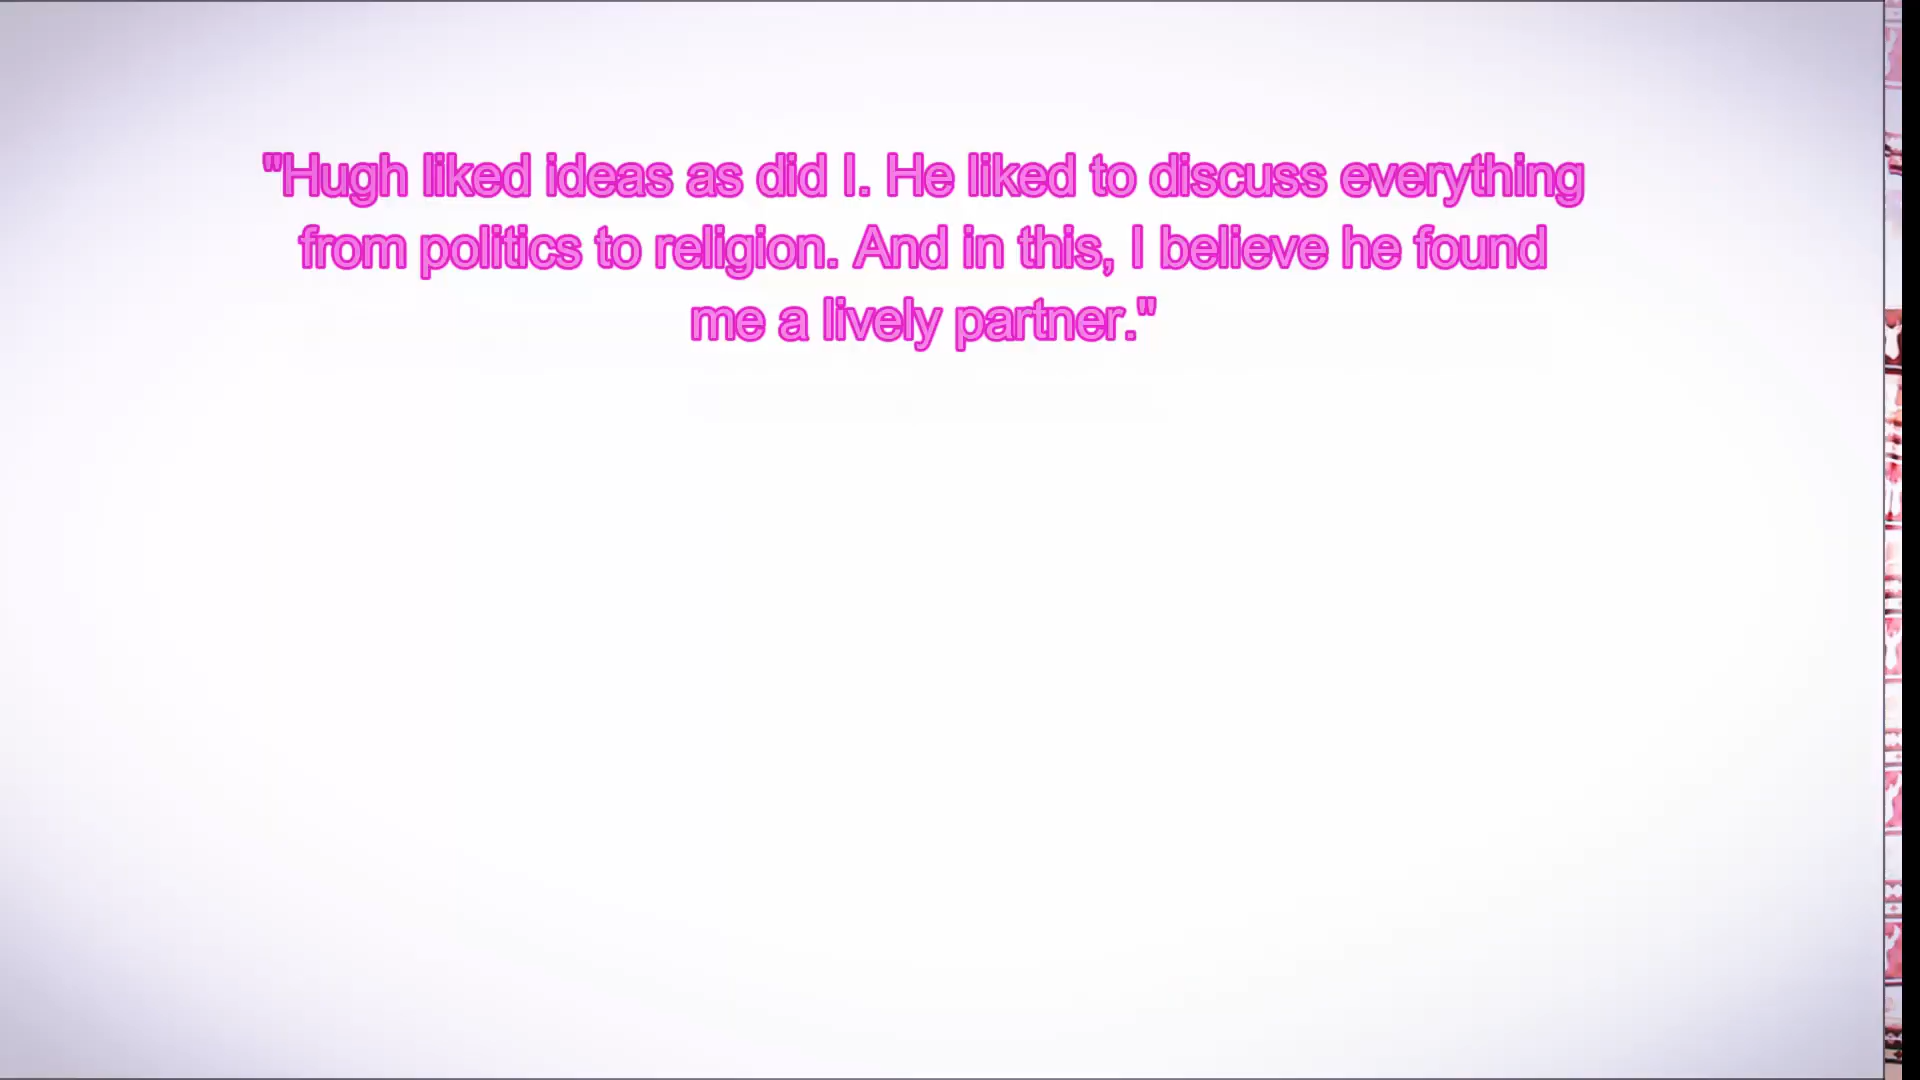 "Hugh liked ideas as did I. He liked to discuss everything
from politics to religion. And in this, I believe he found
me a lively partner."